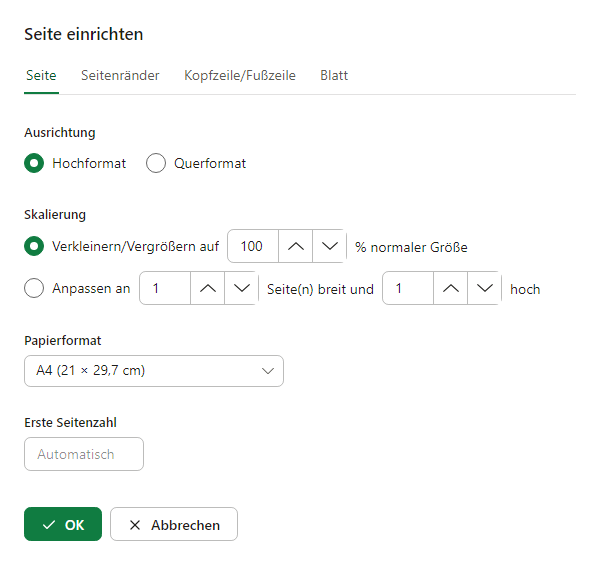 Seite einrichten
Seite Seitenränder Kopfzeile/Fußzeile Blatt
Ausrichtung
Hochformat Querformat
Skalierung
Verkleinern/Vergrößern auf 100 % normaler Größe
Anpassen an 1 Seite(n) breit und 1 hoch
Papierformat
A4 (21 × 29,7 cm)
Erste Seitenzahl
Automatisch
OK Abbrechen